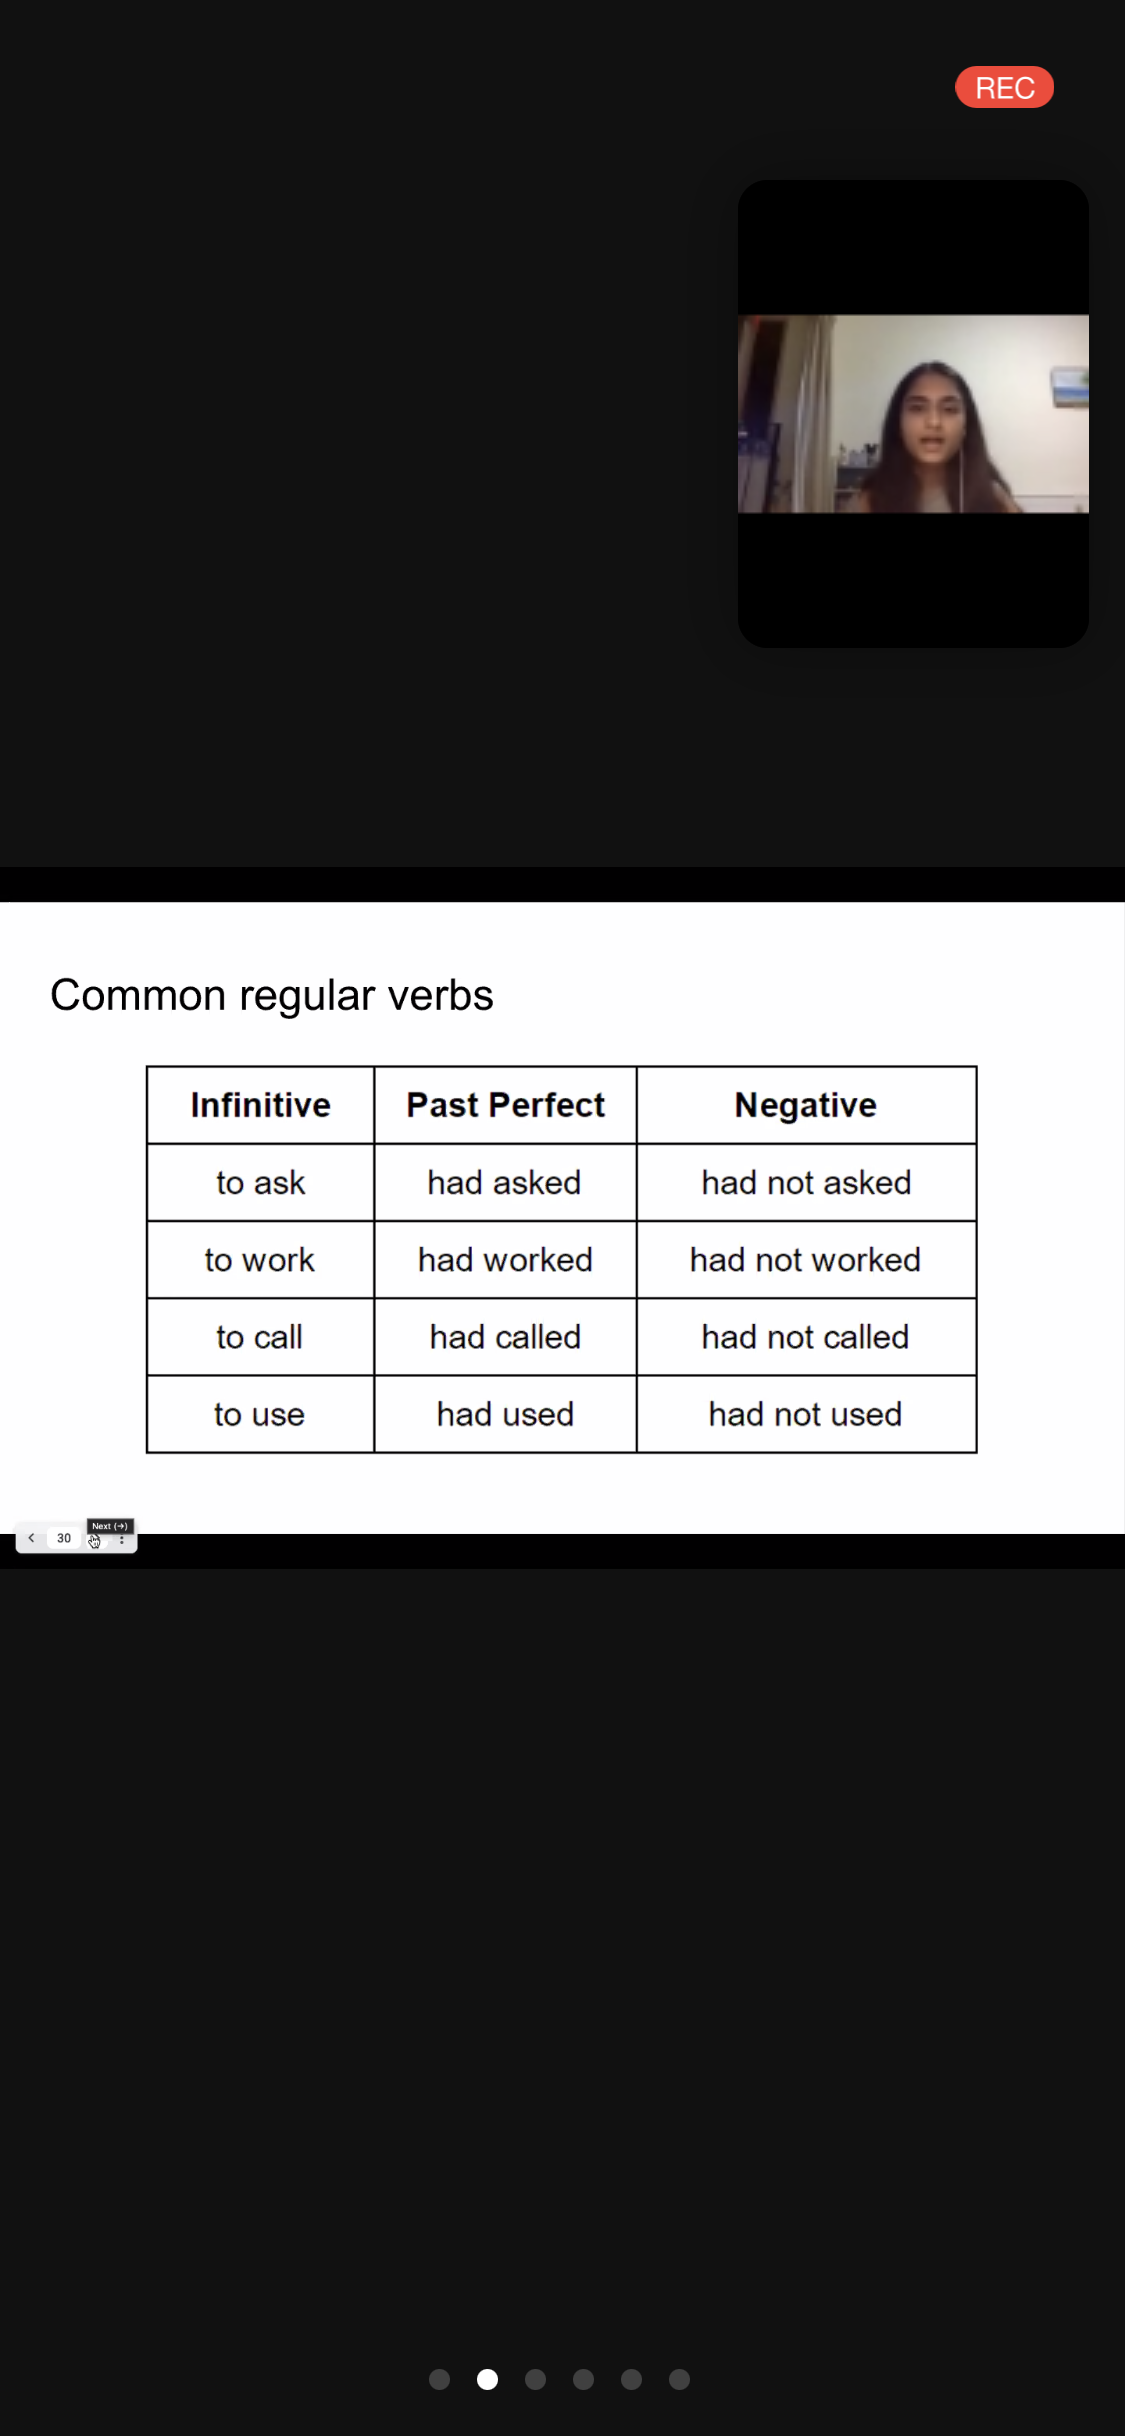 REC
Common regular verbs
Infinitive Past Perfect Negative
to ask had asked had not asked
to work had worked had not worked
to call had called had not called
to use had used had not used
Next (→)
30